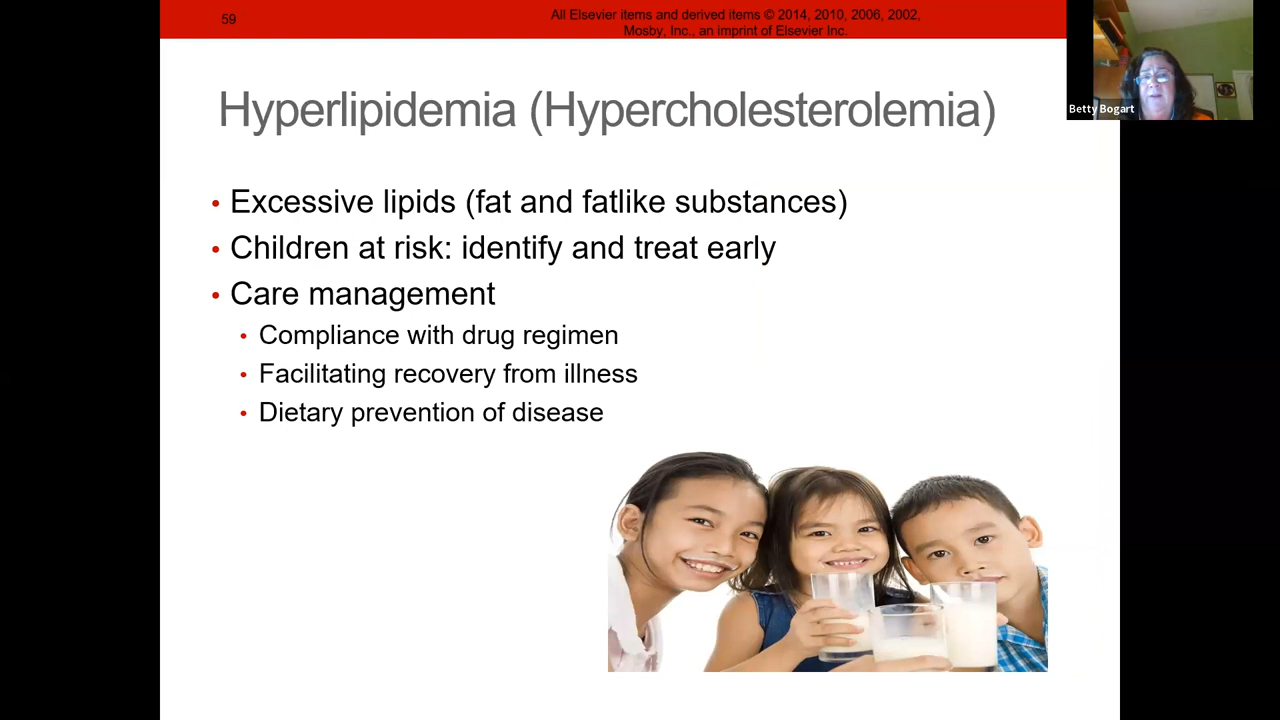 59
All Elsevier items and derived items © 2014, 2010, 2006, 2002,
Mosby, Inc., an imprint of Elsevier Inc.
Betty Bogart
Hyperlipidemia (Hypercholesterolemia)
• Excessive lipids (fat and fatlike substances)
• Children at risk: identify and treat early
• Care management
• Compliance with drug regimen
• Facilitating recovery from illness
• Dietary prevention of disease